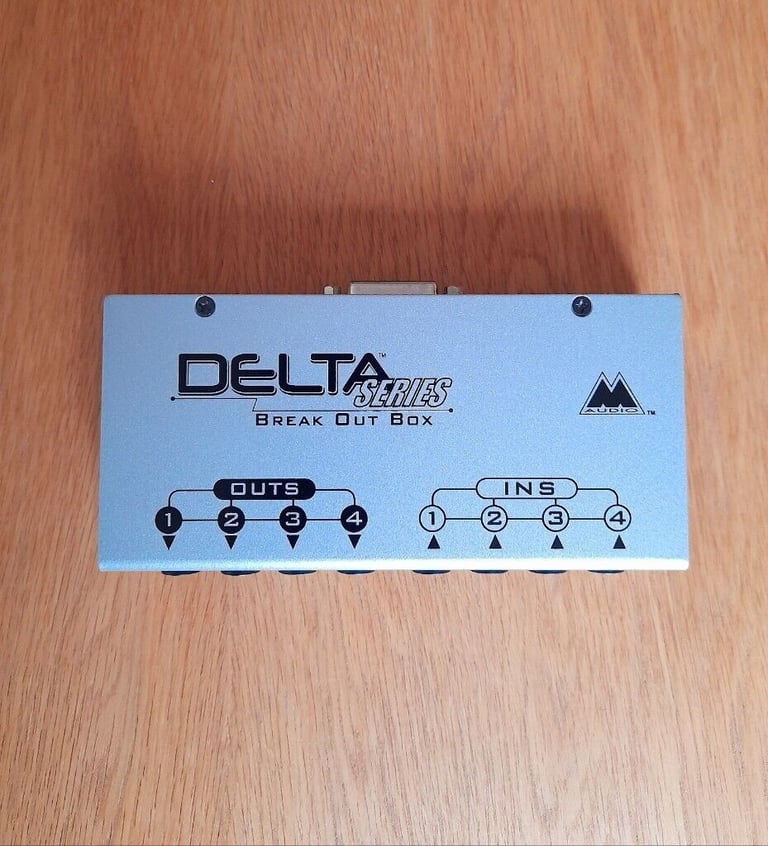 DELTA™
SERIES
BREAK OUT BOX
M AUDIO™
OUTS
1 2 3 4
INS
1 2 3 4